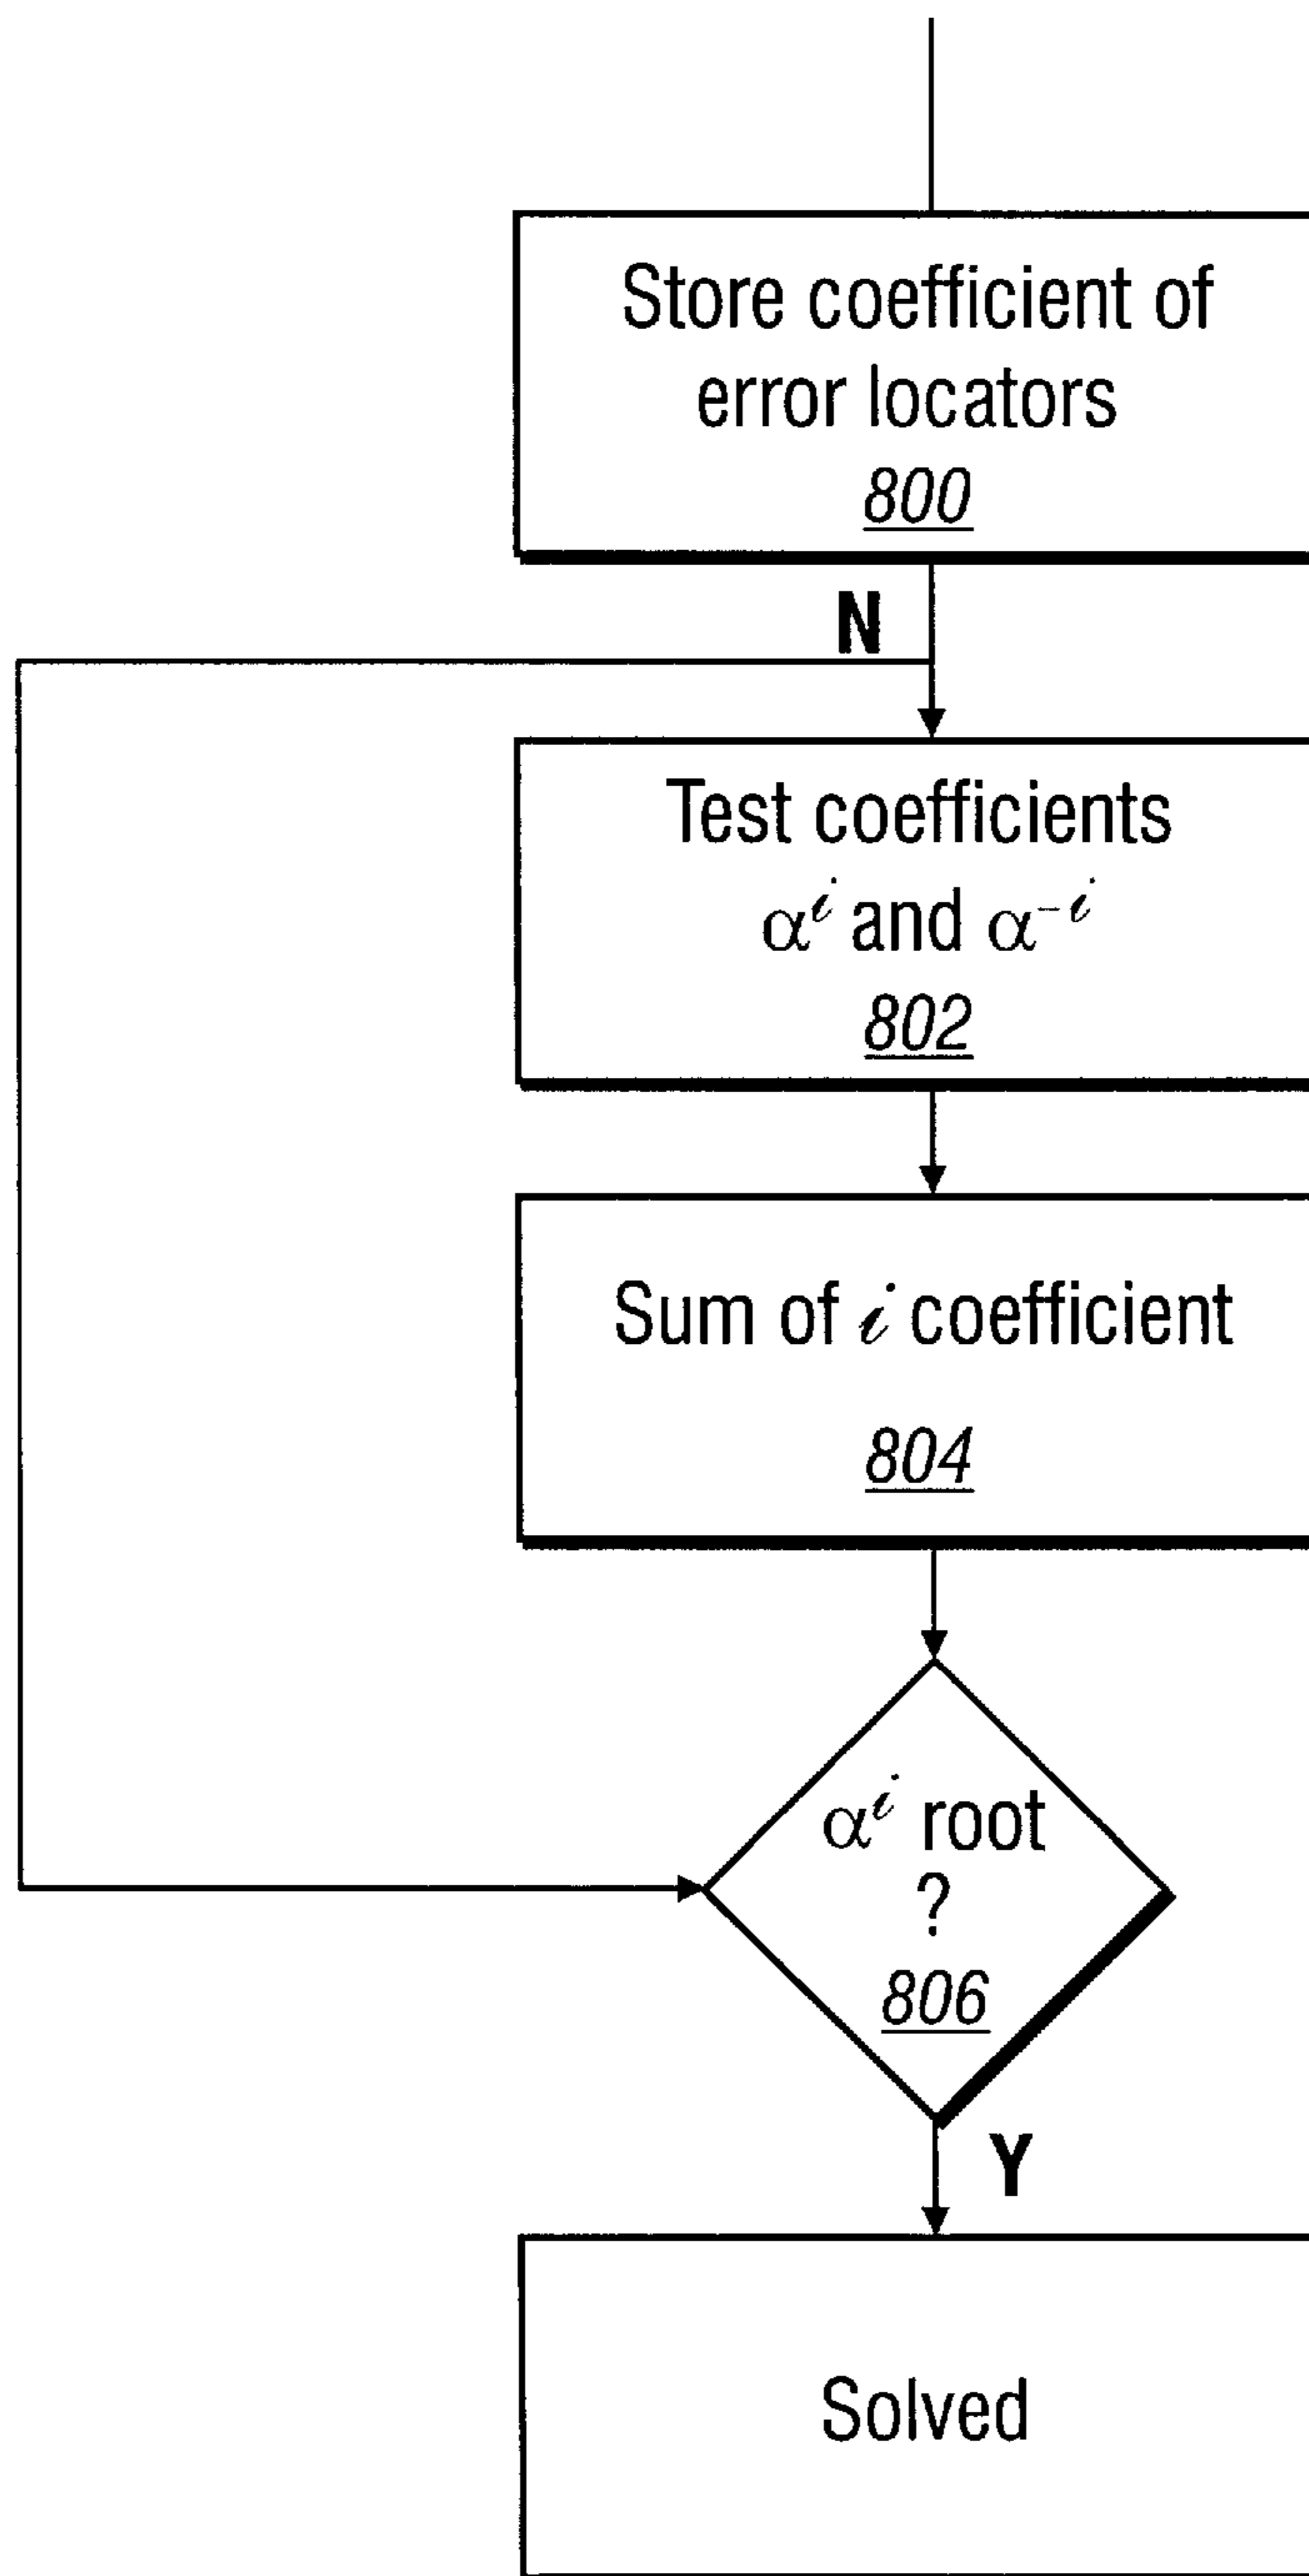 Store coefficient of
error locators
800
N
Test coefficients
αⁱ and α⁻ⁱ
802
Sum of i coefficient
804
αⁱ root
?
806
Y
Solved